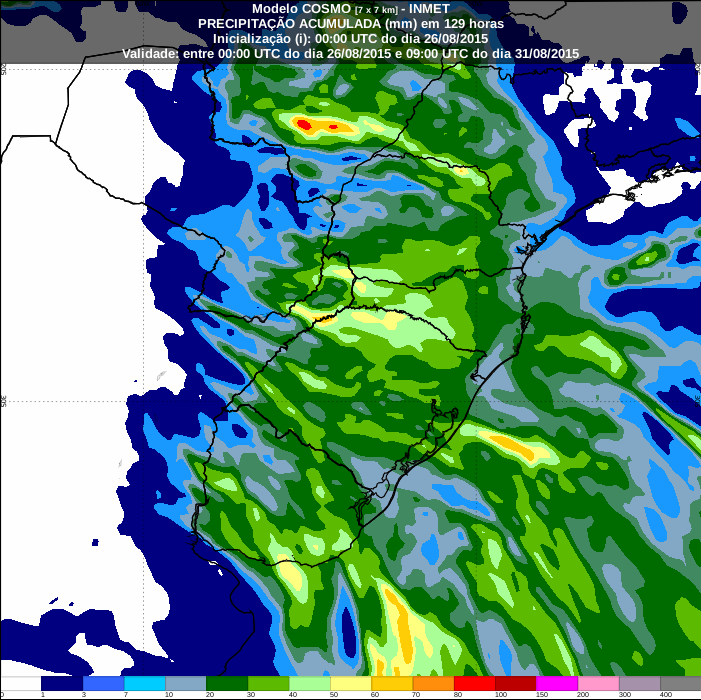 Modelo COSMO [7 x 7 km] - INMET
PRECIPITAÇÃO ACUMULADA (mm) em 129 horas
Inicialização (i): 00:00 UTC do dia 26/08/2015
Validade: entre 00:00 UTC do dia 26/08/2015 e 09:00 UTC do dia 31/08/2015
30S
0 1 3 10 20 30 40 50 60 70 80 100 150 200 300 400